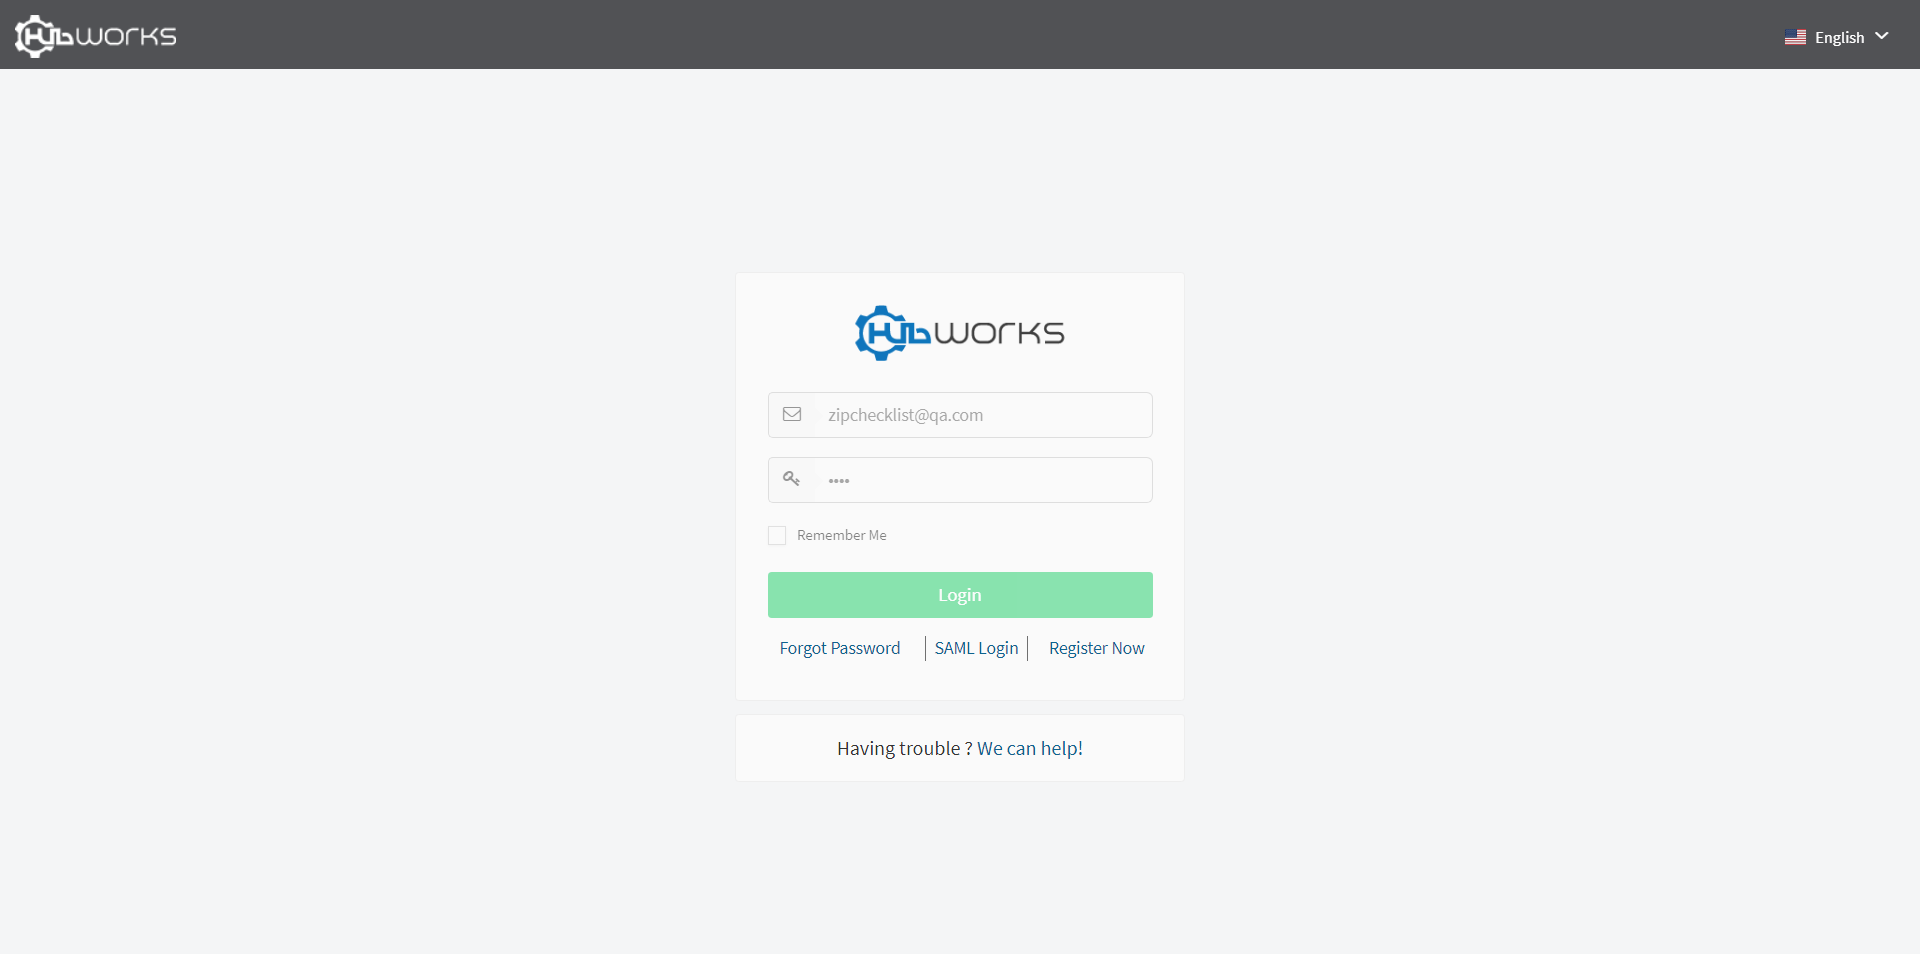 Hubworks
English
Hubworks
zipchecklist@qa.com
••••
Remember Me
Login
Forgot Password SAML Login Register Now
Having trouble ? We can help!